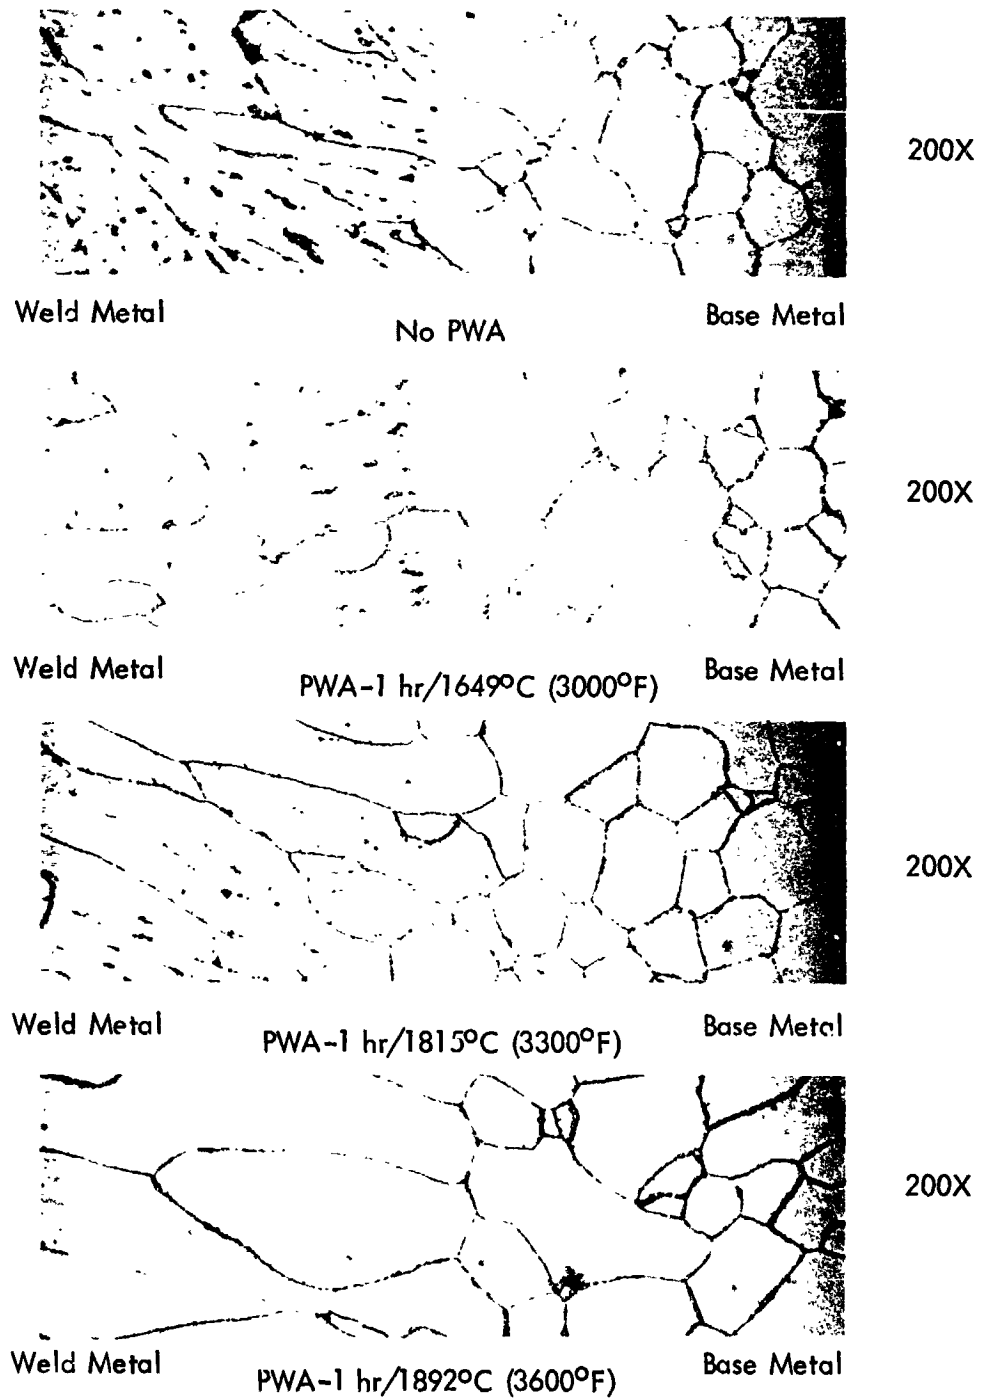 200X
Weld Metal
No PWA
Base Metal
200X
Weld Metal
PWA-1 hr/1649°C (3000°F)
Base Metal
200X
Weld Metal
PWA-1 hr/1815°C (3300°F)
Base Metal
200X
Weld Metal
PWA-1 hr/1892°C (3600°F)
Base Metal